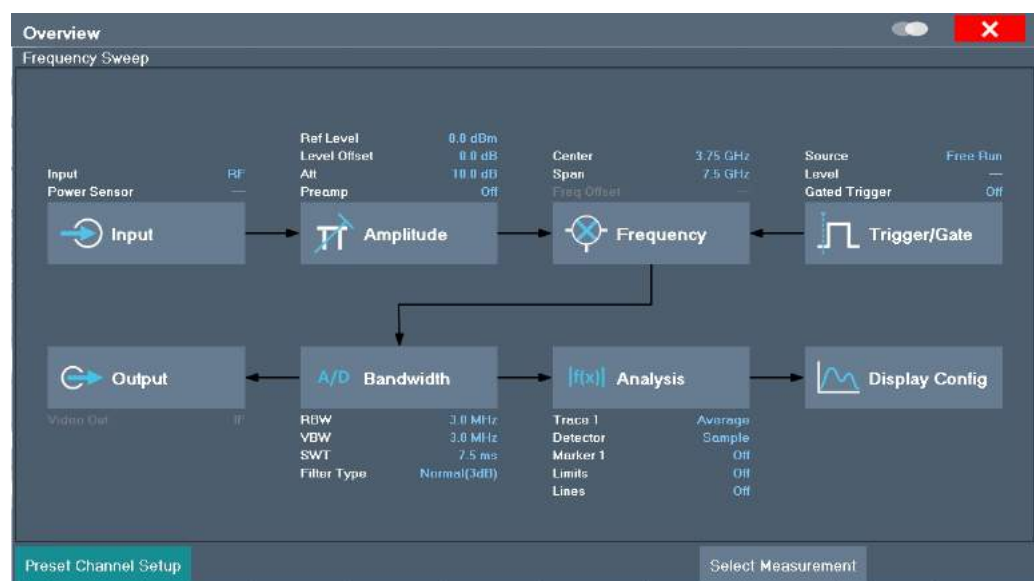 Overview
Frequency Sweep
Ref Level 0.0 dBm
Level Offset 0.0 dB
Att 10.0 dB
Preamp Off
Input RF
Power Sensor ---
Center 3.75 GHz
Span 7.5 GHz
Freq Offset --
Source Free Run
Level ---
Gated Trigger Off
Input
Amplitude
Frequency
Trigger/Gate
Output
A/D Bandwidth
|f(x)| Analysis
Display Config
Video Out IF
RBW 3.0 MHz
VBW 3.0 MHz
SWT 7.5 ms
Filter Type Normal(3dB)
Trace 1 Average
Detector Sample
Marker 1 Off
Limits Off
Lines Off
Preset Channel Setup
Select Measurement